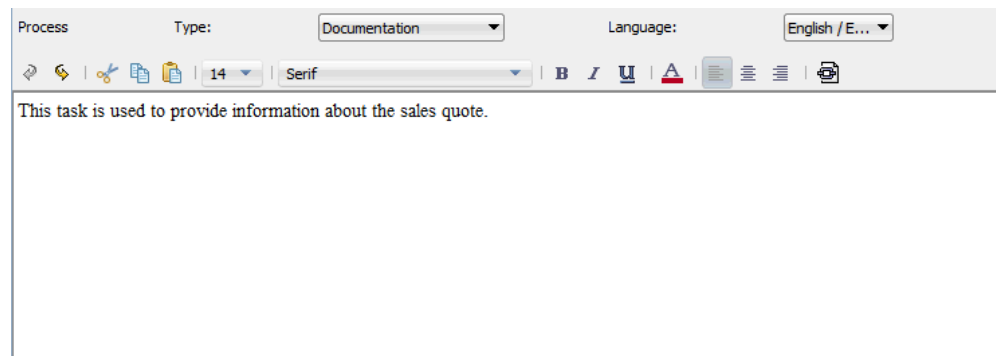 Process Type: Documentation Language: English / E...
14 Serif B I U A
This task is used to provide information about the sales quote.